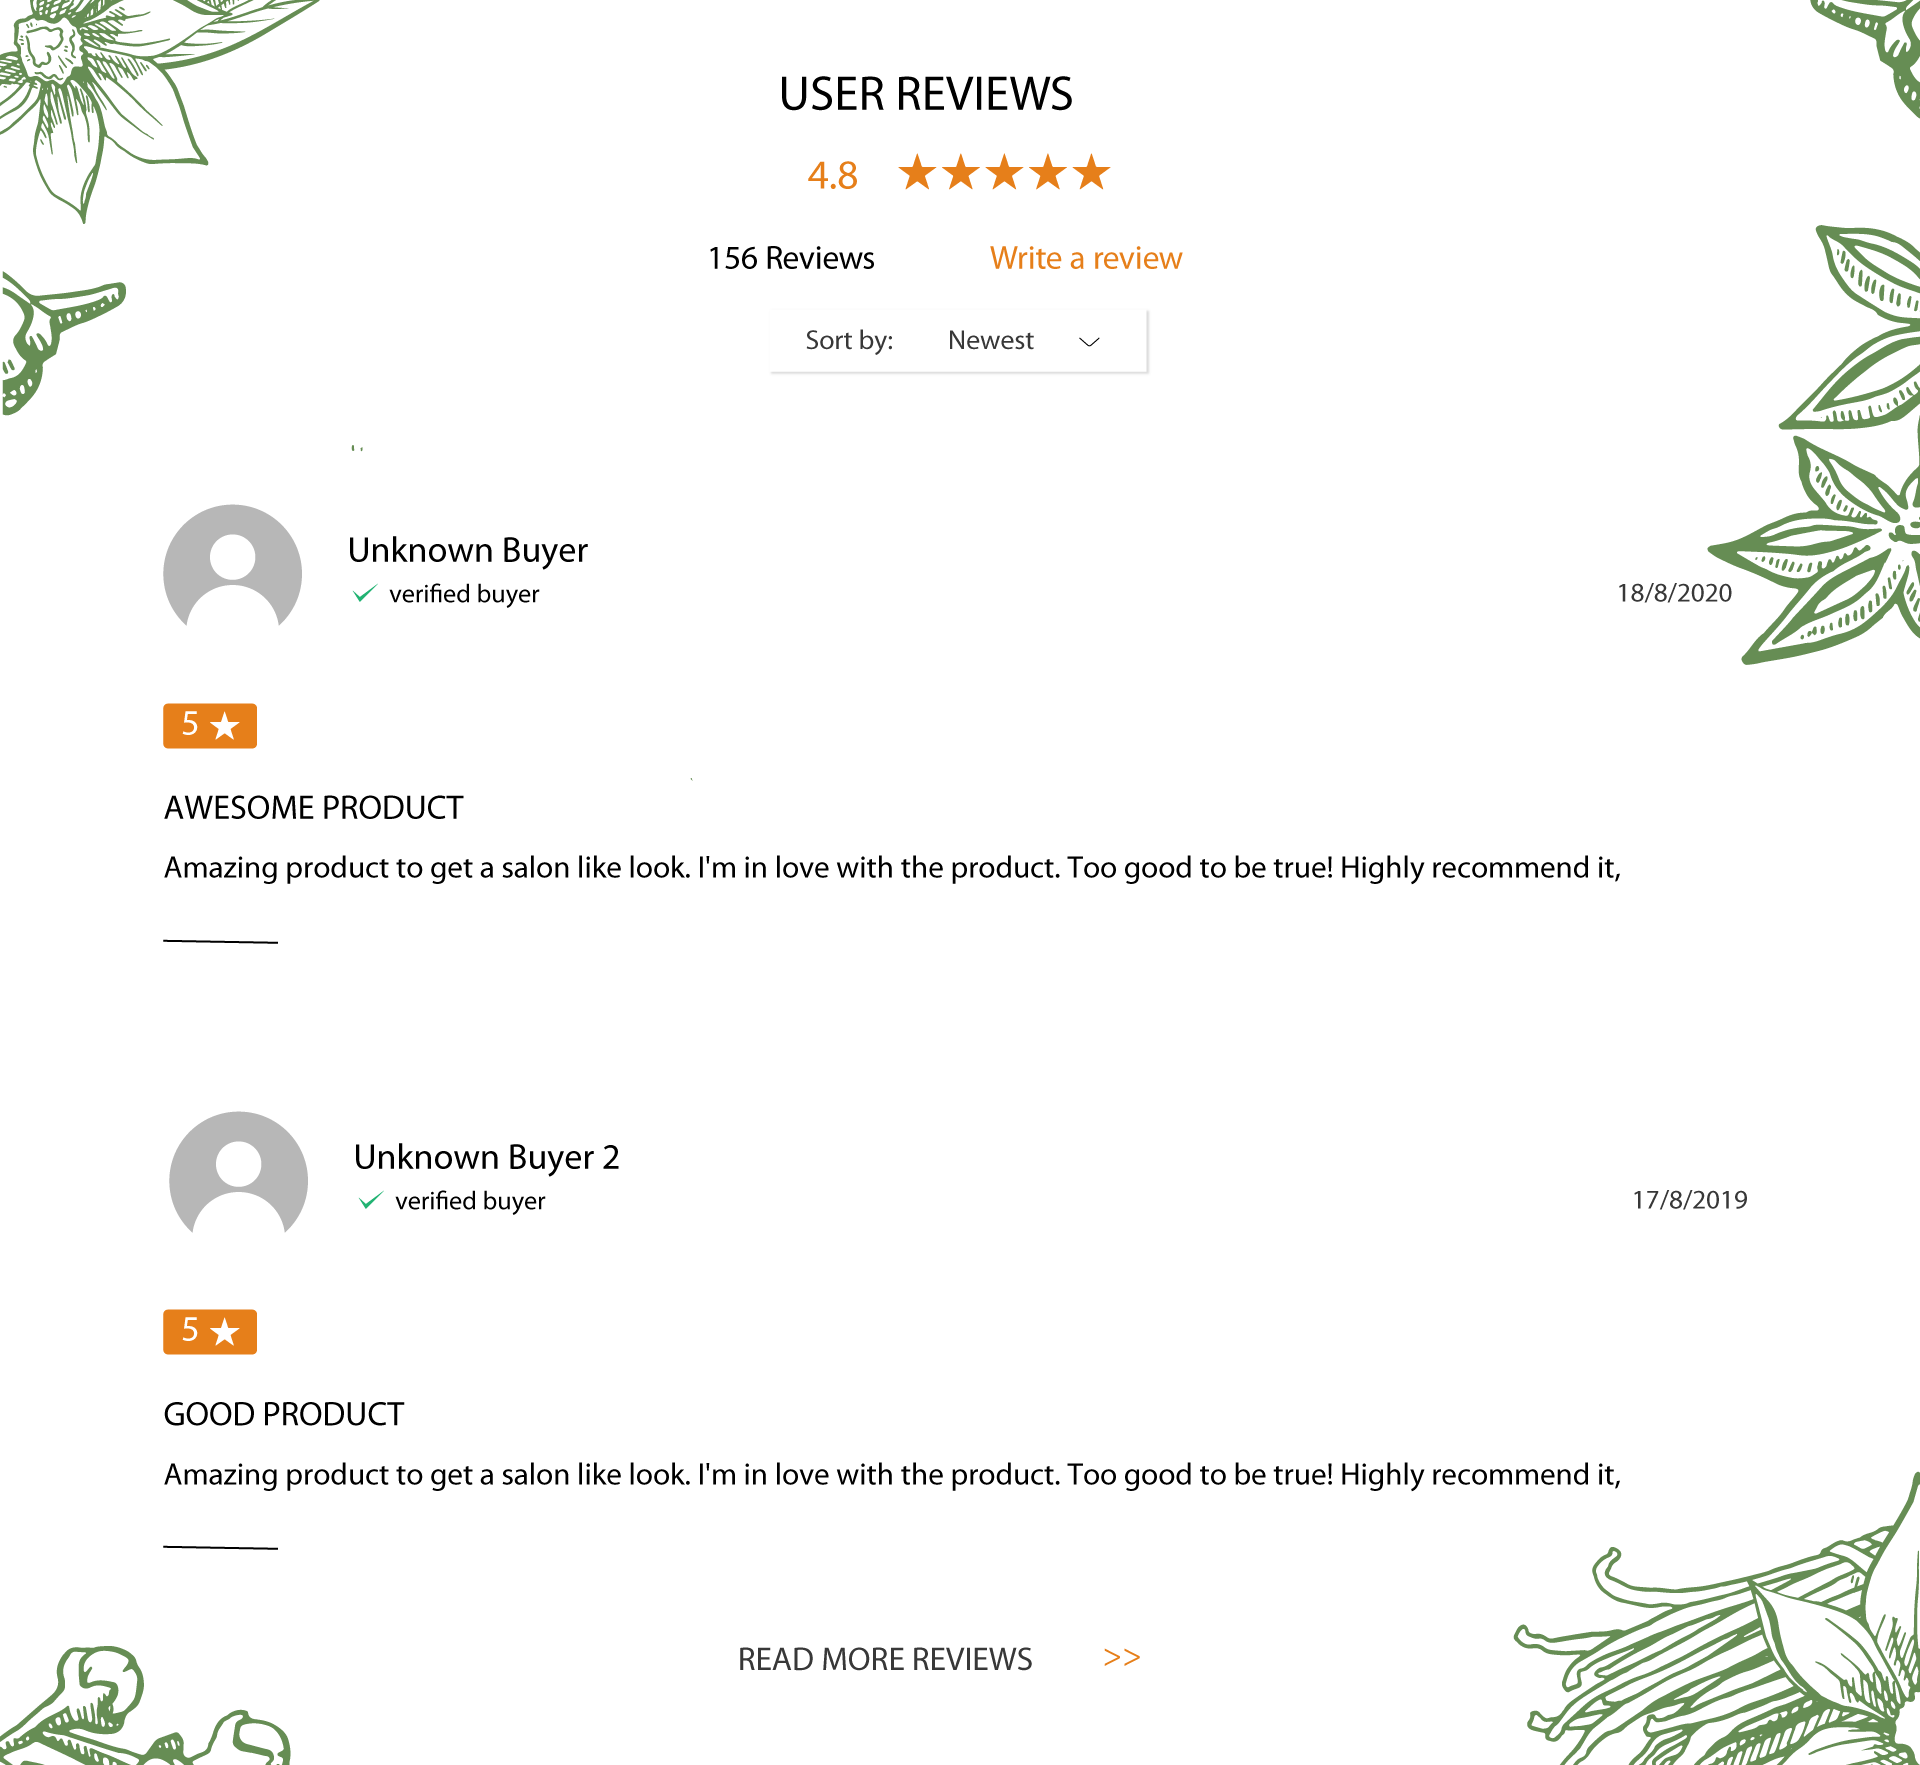 USER REVIEWS
4.8
156 Reviews Write a review
Sort by: Newest
Unknown Buyer
verified buyer
18/8/2020
5
AWESOME PRODUCT
Amazing product to get a salon like look. I'm in love with the product. Too good to be true! Highly recommend it,
Unknown Buyer 2
verified buyer
17/8/2019
5
GOOD PRODUCT
Amazing product to get a salon like look. I'm in love with the product. Too good to be true! Highly recommend it,
READ MORE REVIEWS >>